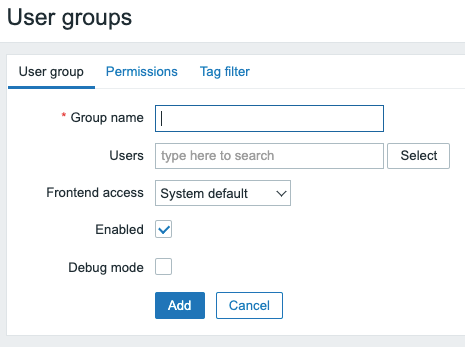 User groups
User group Permissions Tag filter
* Group name
Users type here to search Select
Frontend access System default
Enabled
Debug mode
Add Cancel